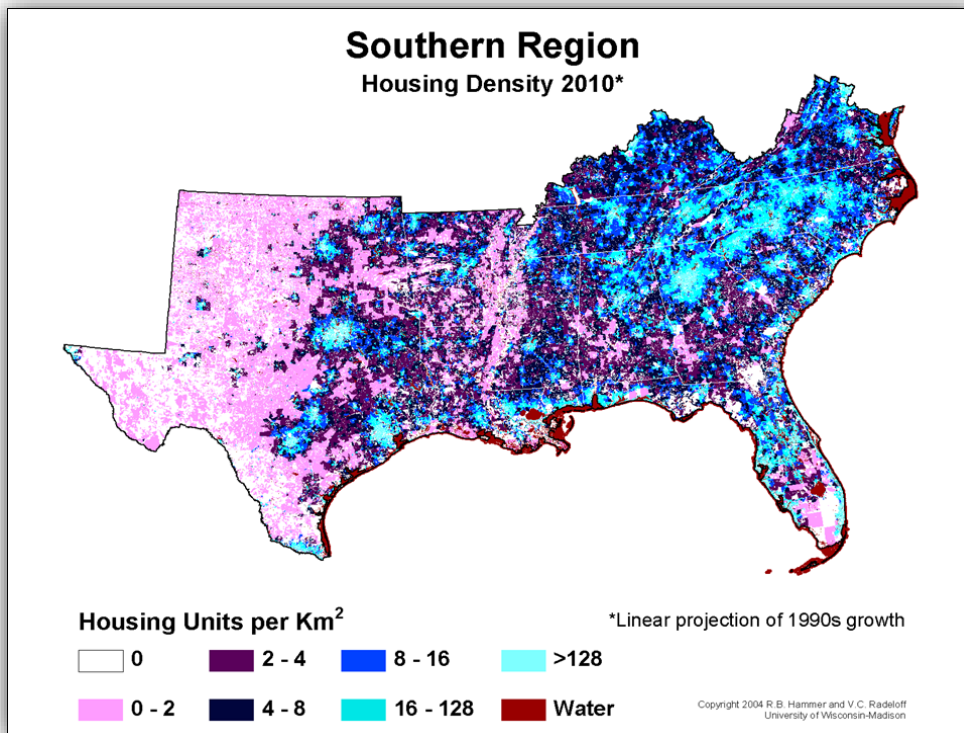 Southern Region
Housing Density 2010*
Housing Units per Km²
*Linear projection of 1990s growth
0
2 - 4
8 - 16
>128
0 - 2
4 - 8
16 - 128
Water
Copyright 2004 R.B. Hammer and V.C. Radeloff
University of Wisconsin-Madison